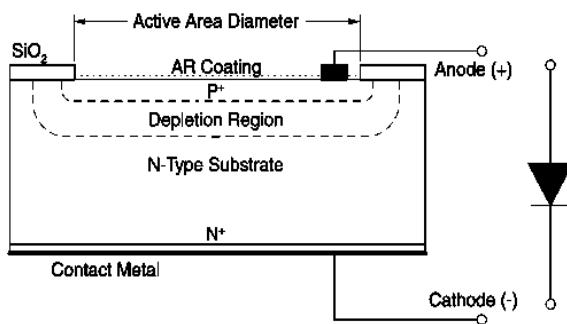 Active Area Diameter
SiO2
AR Coating
Anode (+)
P+
Depletion Region
N-Type Substrate
N+
Contact Metal
Cathode (-)